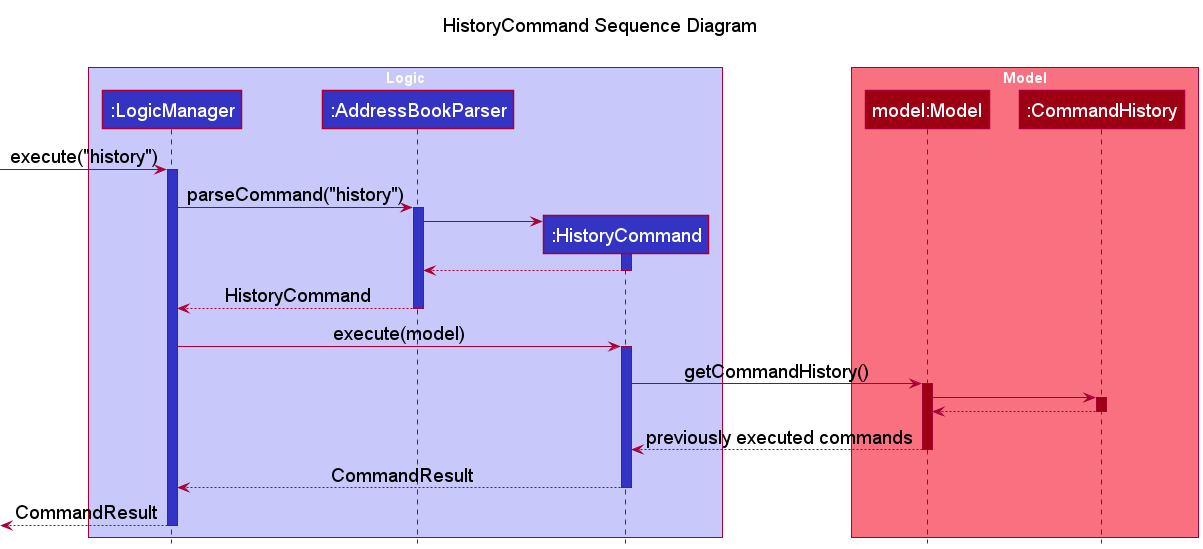 HistoryCommand Sequence Diagram
Logic
Model
:LogicManager
:AddressBookParser
model:Model
:CommandHistory
execute("history")
parseCommand("history")
:HistoryCommand
HistoryCommand
execute(model)
getCommandHistory()
previously executed commands
CommandResult
CommandResult